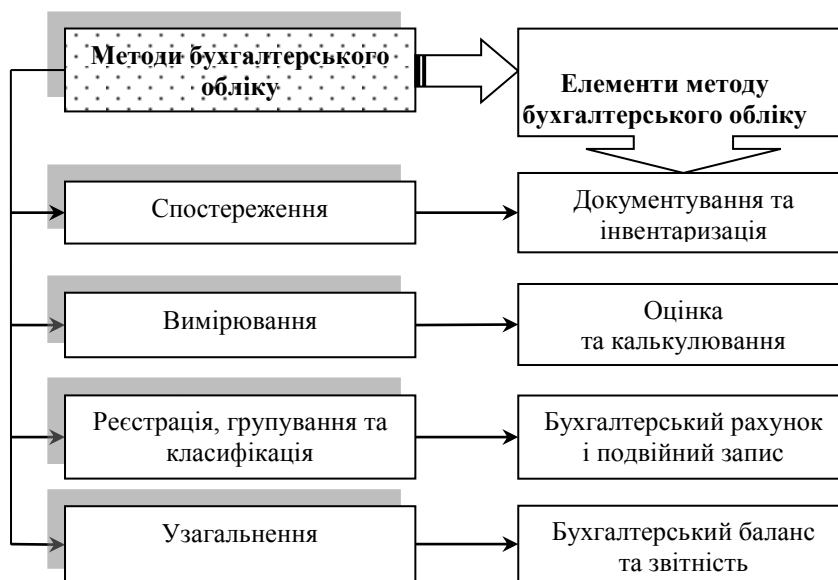 Методи бухгалтерського
обліку
Елементи методу
бухгалтерського обліку
Спостереження
Документування та
інвентаризація
Вимірювання
Оцінка
та калькулювання
Реєстрація, групування та
класифікація
Бухгалтерський рахунок
і подвійний запис
Узагальнення
Бухгалтерський баланс
та звітність